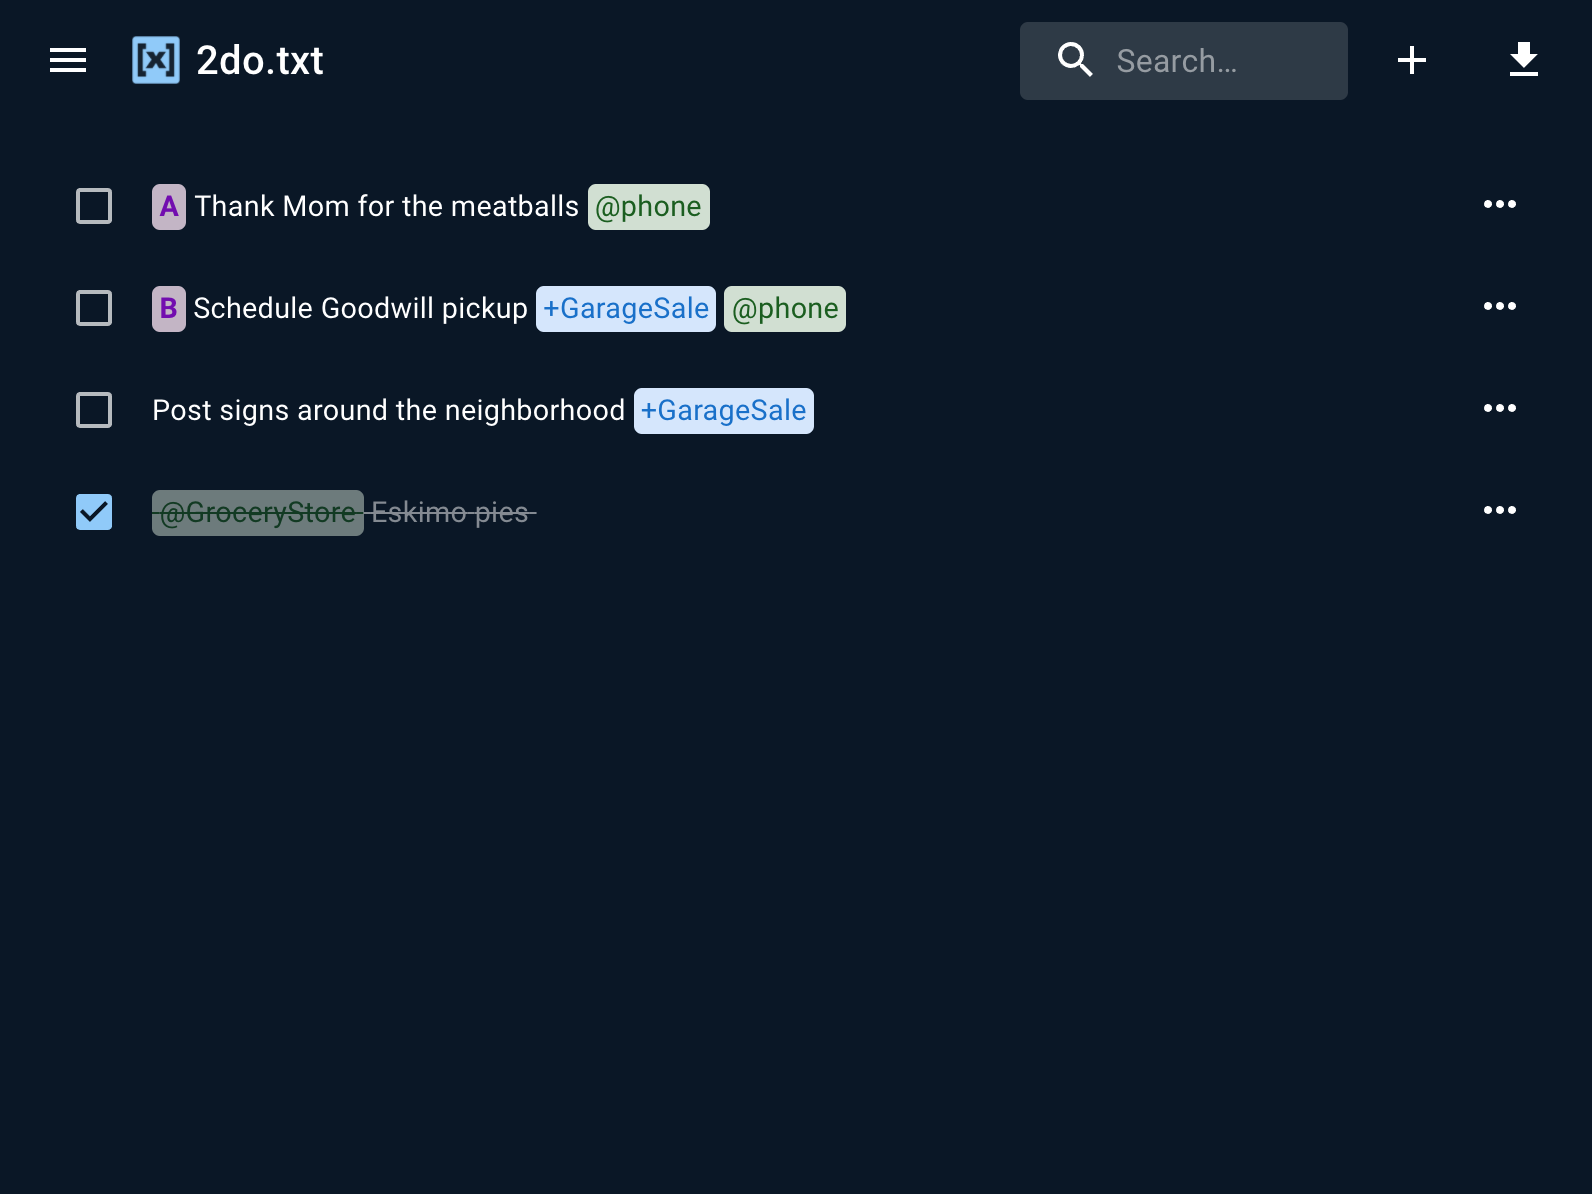 [x] 2do.txt
Search…
A Thank Mom for the meatballs @phone
B Schedule Goodwill pickup +GarageSale @phone
Post signs around the neighborhood +GarageSale
@GroceryStore Eskimo pies